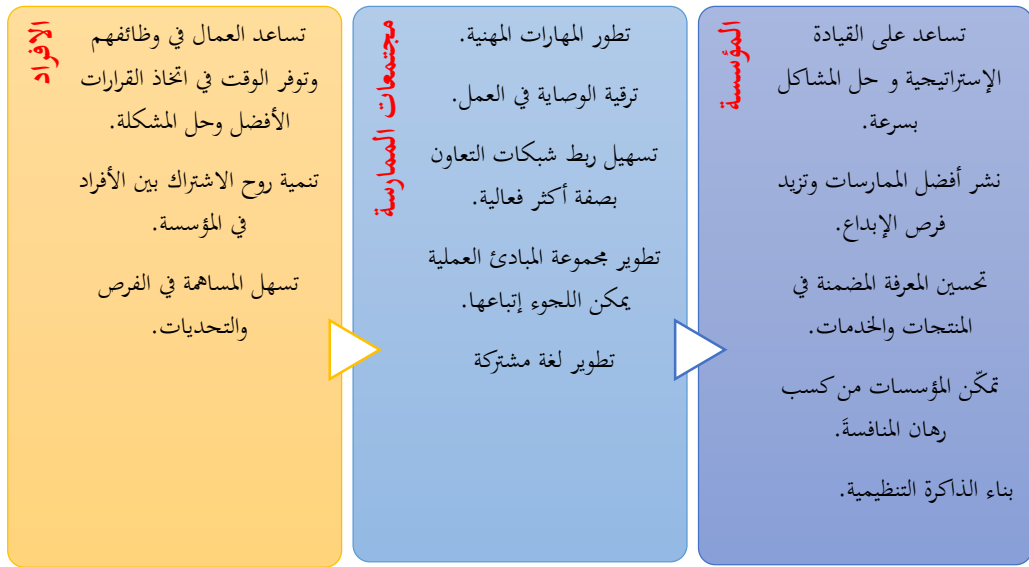 المؤسسة
تساعد على القيادة
الإستراتيجية و حل المشاكل
بسرعة.
نشر أفضل الممارسات وتزيد
فرص الإبداع.
تحسين المعرفة المضمنة في
المنتجات والخدمات.
تمكّن المؤسسات من كسب
رهان المنافسةَ.
بناء الذاكرة التنظيمية.
مجتمعات الممارسة
تطور المهارات المهنية.
ترقية الوصاية في العمل.
تسهيل ربط شبكات التعاون
بصفة أكثر فعالية.
تطوير مجموعة المبادئ العملية
يمكن اللجوء إتباعها.
تطوير لغة مشتركة
الافراد
تساعد العمال في وظائفهم
وتوفر الوقت في اتخاذ القرارات
الأفضل وحل المشكلة.
تنمية روح الاشتراك بين الأفراد
في المؤسسة.
تسهل المساهمة في الفرص
والتحديات.